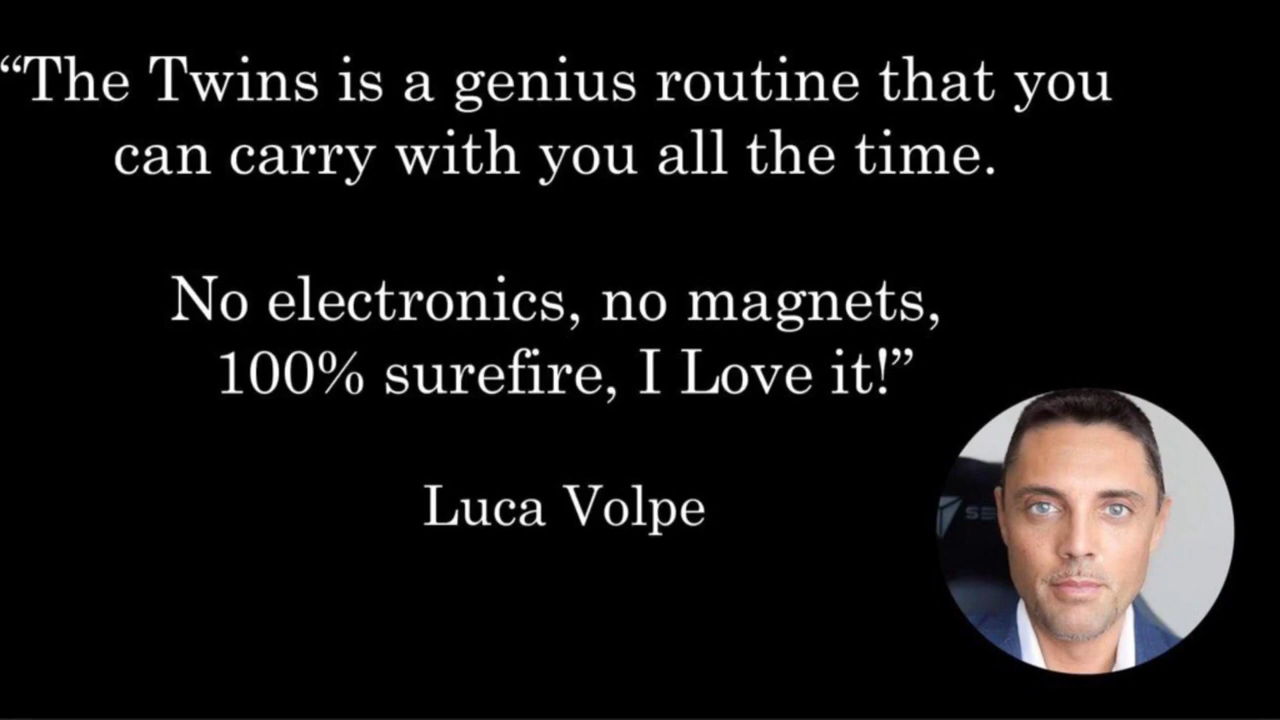 “The Twins is a genius routine that you
can carry with you all the time.
No electronics, no magnets,
100% surefire, I Love it!”
Luca Volpe
SE